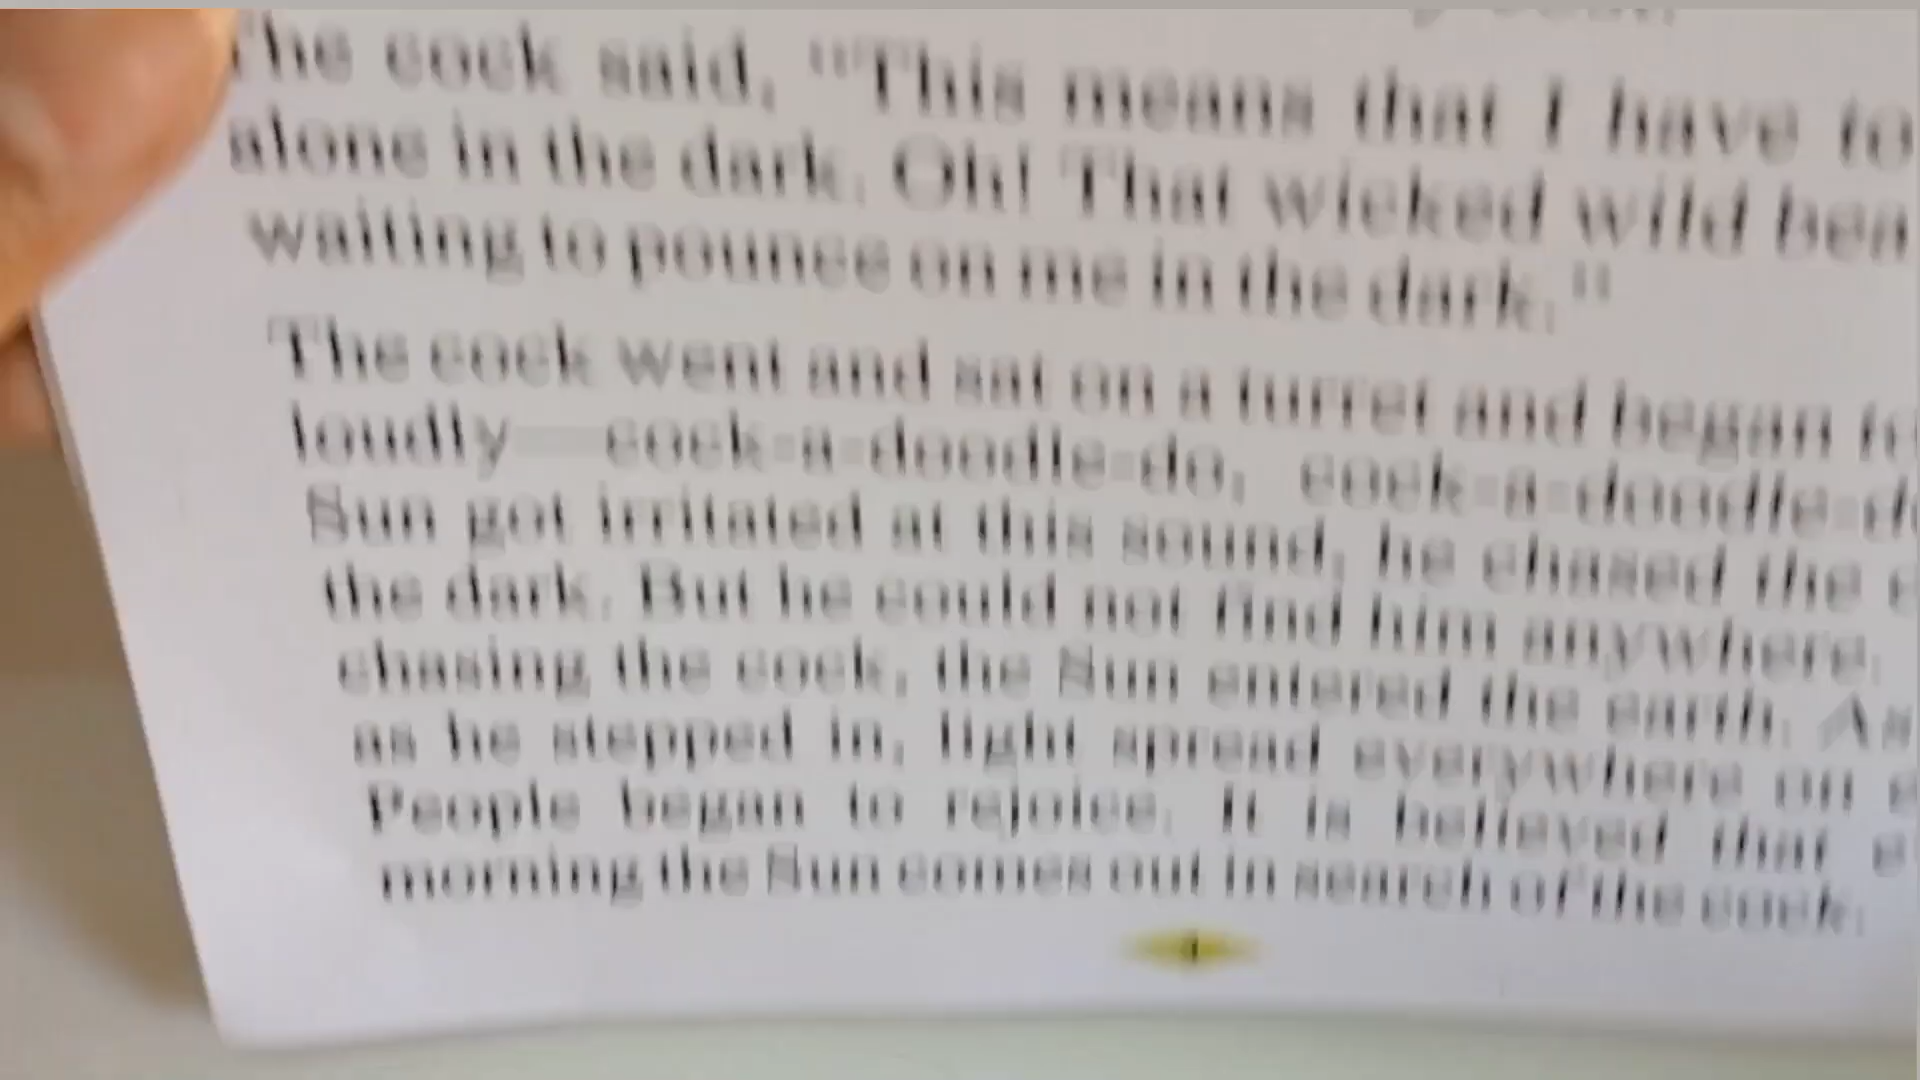 The cock said, "This means that I have to
alone in the dark. Oh! That wicked wild bea
waiting to pounce on me in the dark."
The cock went and sat on a turret and began to
loudly—cock-a-doodle-do, cock-a-doodle-do
Sun got irritated at this sound, he chased the c
the dark. But he could not find him anywhere.
chasing the cock, the Sun entered the earth. As
as he stepped in, light spread everywhere on e
People began to rejoice. It is believed that e
morning the Sun comes out in search of the cock.